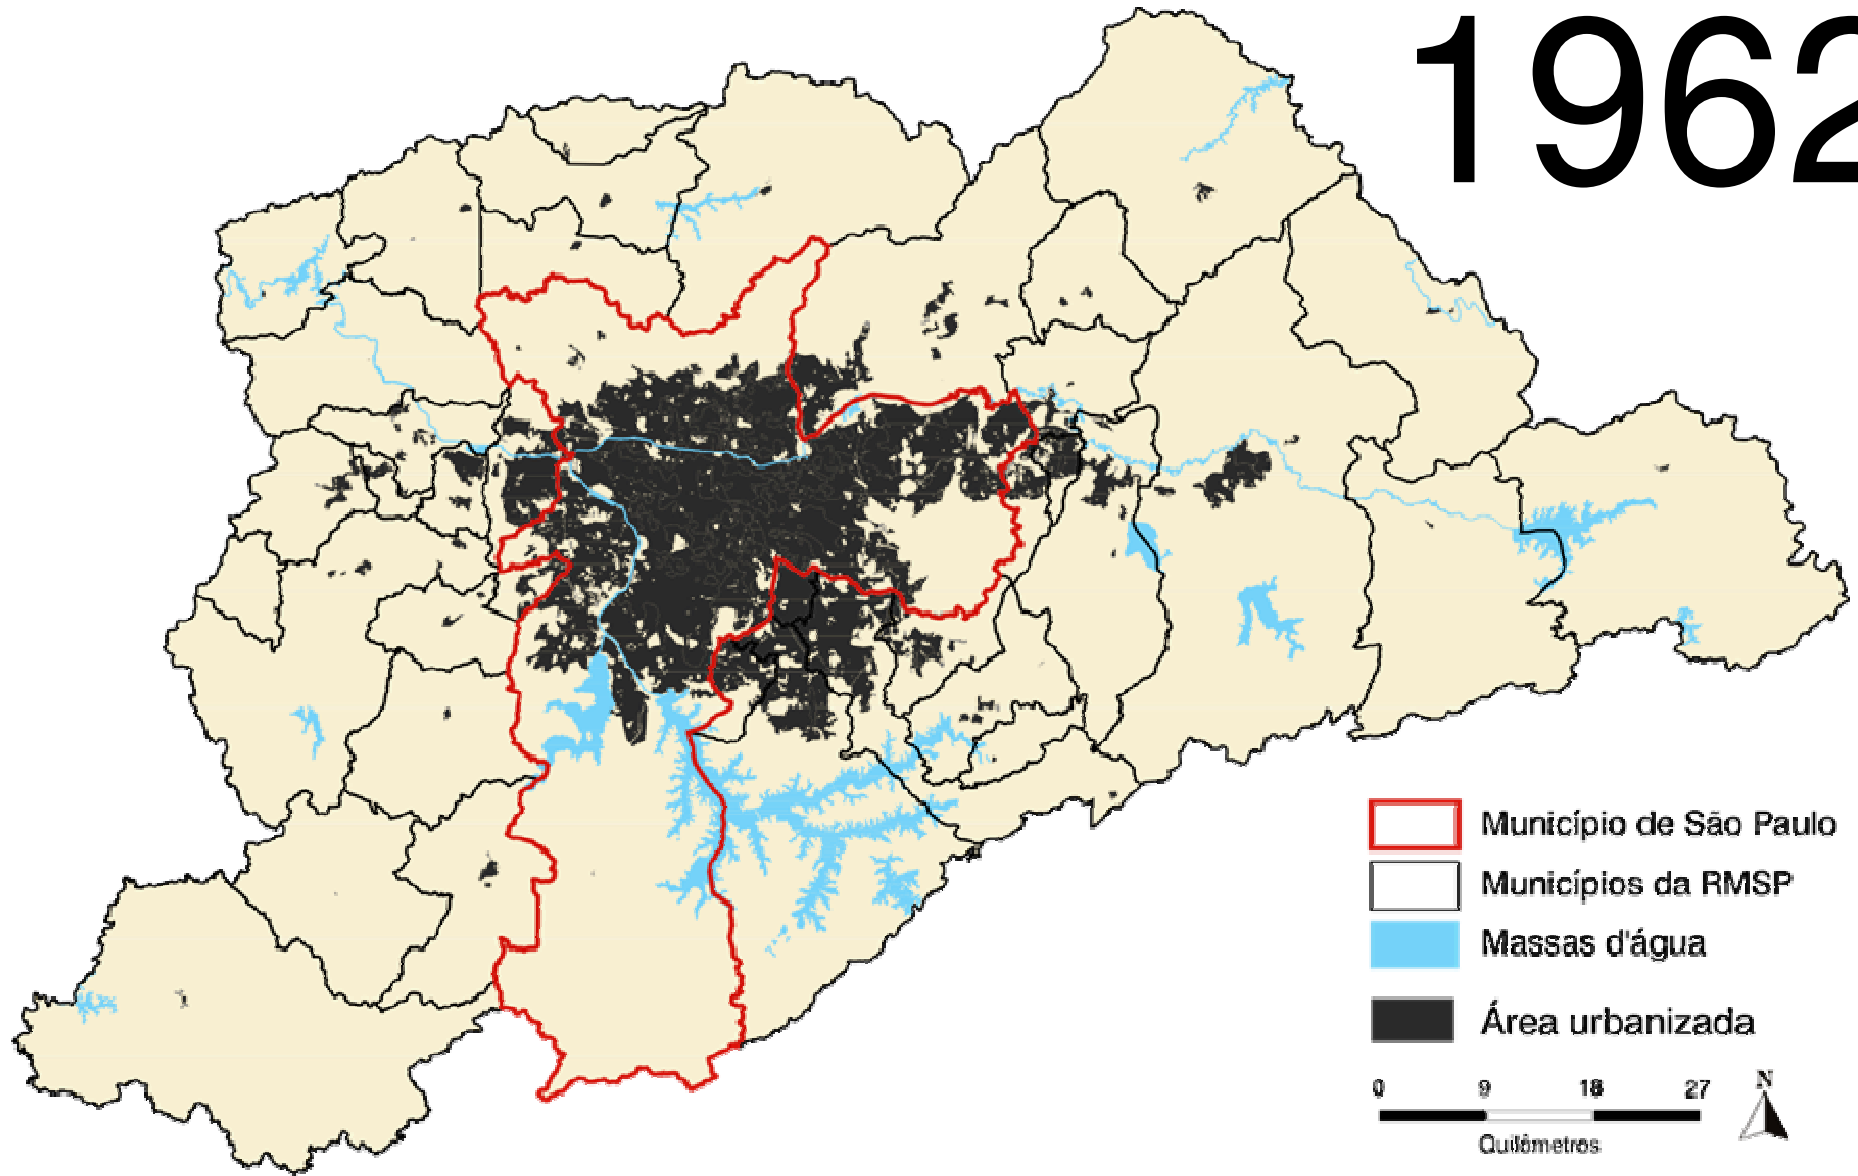 1962
Município de São Paulo
Municípios da RMSP
Massas d'água
Área urbanizada
0 9 18 27
Quilômetros
N